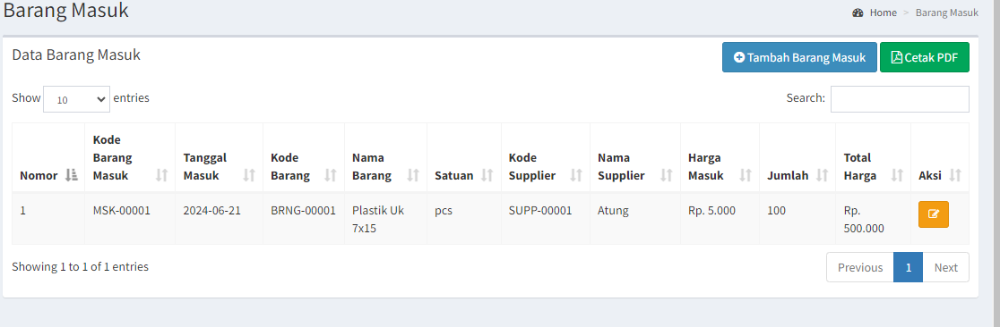 Barang Masuk
Home > Barang Masuk
Data Barang Masuk
Tambah Barang Masuk
Cetak PDF
Show 10 entries
Search:
Nomor Kode Barang Masuk Tanggal Masuk Kode Barang Nama Barang Satuan Kode Supplier Nama Supplier Harga Masuk Jumlah Total Harga Aksi
1 MSK-00001 2024-06-21 BRNG-00001 Plastik Uk 7x15 pcs SUPP-00001 Atung Rp. 5.000 100 Rp. 500.000
Showing 1 to 1 of 1 entries
Previous 1 Next